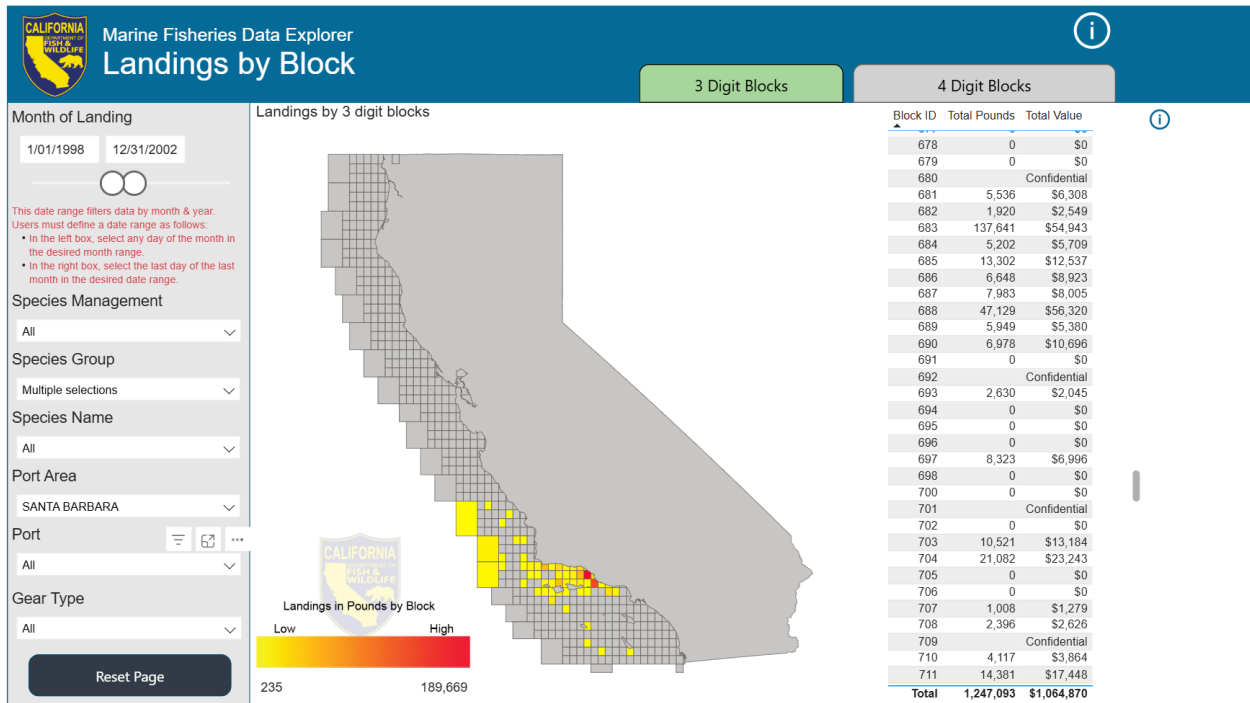 CALIFORNIA
DEPARTMENT OF
FISH &
WILDLIFE
Marine Fisheries Data Explorer
Landings by Block
i
3 Digit Blocks
4 Digit Blocks
Month of Landing
1/01/1998 12/31/2002
This date range filters data by month & year.
Users must define a date range as follows:
• In the left box, select any day of the month in
the desired month range.
• In the right box, select the last day of the last
month in the desired date range.
Species Management
All
Species Group
Multiple selections
Species Name
All
Port Area
SANTA BARBARA
Port
All
Gear Type
All
Reset Page
Landings by 3 digit blocks
CALIFORNIA
DEPARTMENT OF
FISH &
WILDLIFE
Landings in Pounds by Block
Low High
235 189,669
Block ID Total Pounds Total Value
678 0 $0
679 0 $0
680 Confidential
681 5,536 $6,308
682 1,920 $2,549
683 137,641 $54,943
684 5,202 $5,709
685 13,302 $12,537
686 6,648 $8,923
687 7,983 $8,005
688 47,129 $56,320
689 5,949 $5,380
690 6,978 $10,696
691 0 $0
692 Confidential
693 2,630 $2,045
694 0 $0
695 0 $0
696 0 $0
697 8,323 $6,996
698 0 $0
700 0 $0
701 Confidential
702 0 $0
703 10,521 $13,184
704 21,082 $23,243
705 0 $0
706 0 $0
707 1,008 $1,279
708 2,396 $2,626
709 Confidential
710 4,117 $3,864
711 14,381 $17,448
Total 1,247,093 $1,064,870
i